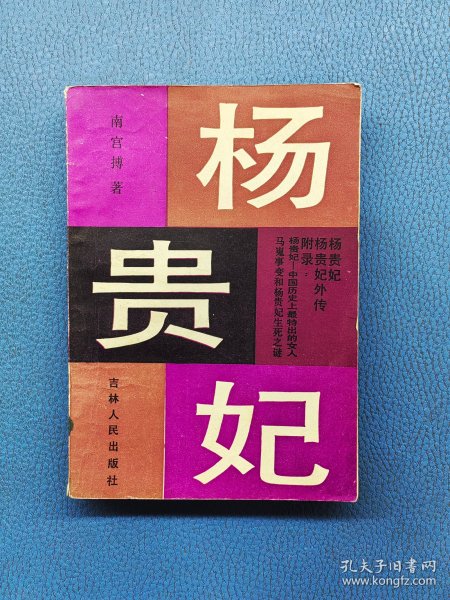 杨
贵
妃
南宫搏 著
杨贵妃
杨贵妃外传
附录：
杨贵妃—中国历史上最特出的女人
马嵬事变和杨贵妃生死之谜
吉林人民出版社
孔夫子旧书网
www.kongfz.com